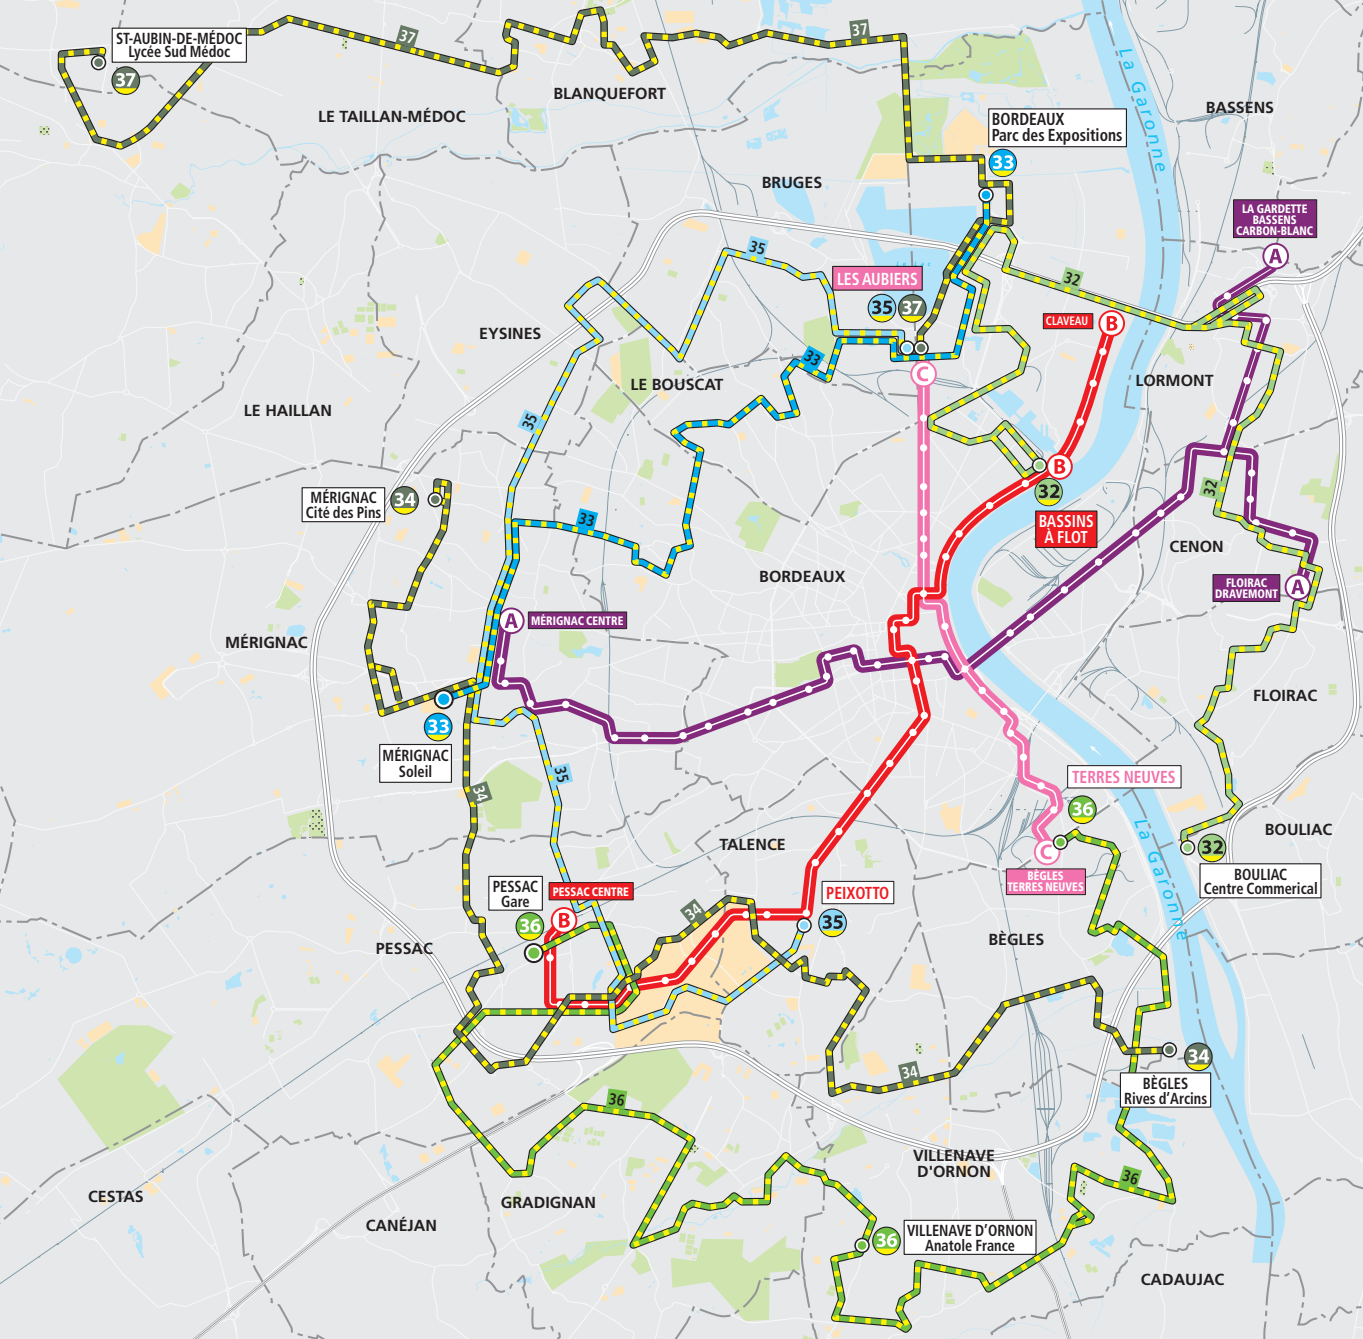 ST-AUBIN-DE-MÉDOC
Lycée Sud Médoc
37
37
37
LE TAILLAN-MÉDOC
BLANQUEFORT
BORDEAUX
Parc des Expositions
33
La Garonne
BASSENS
BRUGES
LA GARDETTE
BASSENS
CARBON-BLANC
A
35
LES AUBIERS
35
37
32
CLAVEAU
B
EYSINES
33
C
LE BOUSCAT
LORMONT
LE HAILLAN
35
MÉRIGNAC
Cité des Pins
34
B
32
32
33
BASSINS
À FLOT
CENON
BORDEAUX
FLOIRAC
DRAVEMONT
A
A
MÉRIGNAC CENTRE
MÉRIGNAC
FLOIRAC
33
MÉRIGNAC
Soleil
35
34
TERRES NEUVES
36
La Garonne
BOULIAC
TALENCE
C
32
BÈGLES
TERRES NEUVES
BOULIAC
Centre Commerical
PESSAC
Gare
PESSAC CENTRE
PEIXOTTO
36
B
34
35
PESSAC
BÈGLES
34
34
BÈGLES
Rives d'Arcins
36
VILLENAVE
D'ORNON
36
CESTAS
GRADIGNAN
CANÉJAN
36
VILLENAVE D'ORNON
Anatole France
CADAUJAC